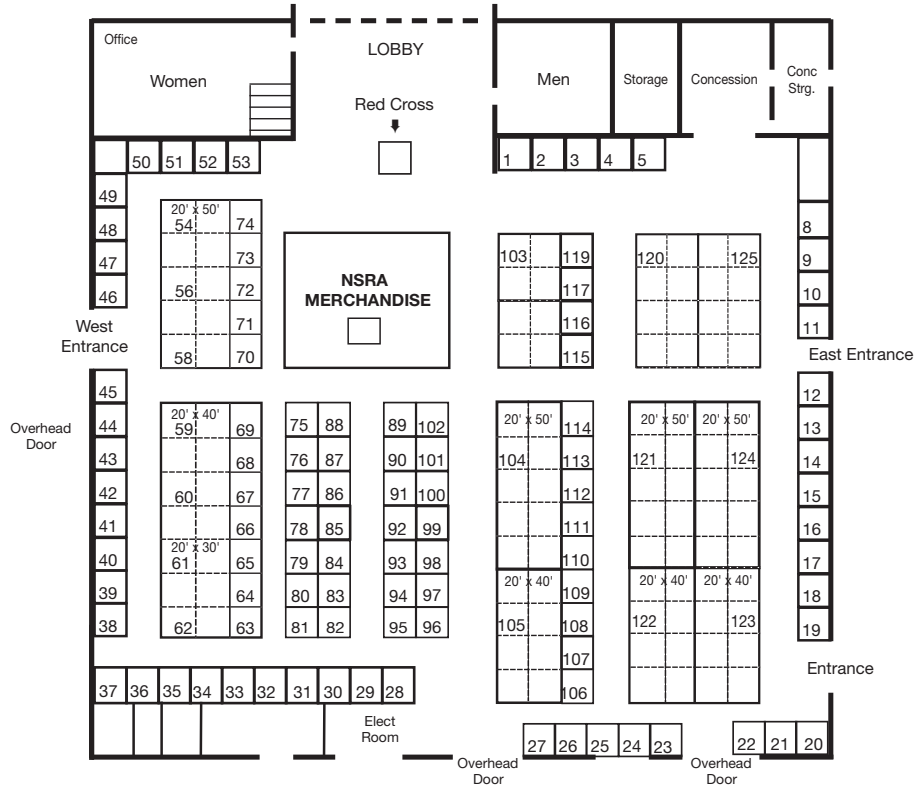 Office
LOBBY
Women
Men
Storage
Concession
Conc
Strg.
Red Cross
50 51 52 53
1 2 3 4 5
49
48
47
46
8
9
10
11
20' x 50'
54 74
73
56 72
71
58 70
NSRA
MERCHANDISE
103 119
117
116
115
120 125
West
Entrance
East Entrance
45
44
43
42
41
40
39
38
Overhead
Door
20' x 40'
59 69
68
60 67
66
20' x 30'
61 65
64
62 63
75 88
76 87
77 86
78 85
79 84
80 83
81 82
89 102
90 101
91 100
92 99
93 98
94 97
95 96
20' x 50'
114
104 113
112
111
110
20' x 40'
109
105 108
107
106
20' x 50' 20' x 50'
121 124
20' x 40' 20' x 40'
122 123
12
13
14
15
16
17
18
19
Entrance
37 36 35 34 33 32 31 30 29 28
Elect
Room
27 26 25 24 23
22 21 20
Overhead
Door
Overhead
Door